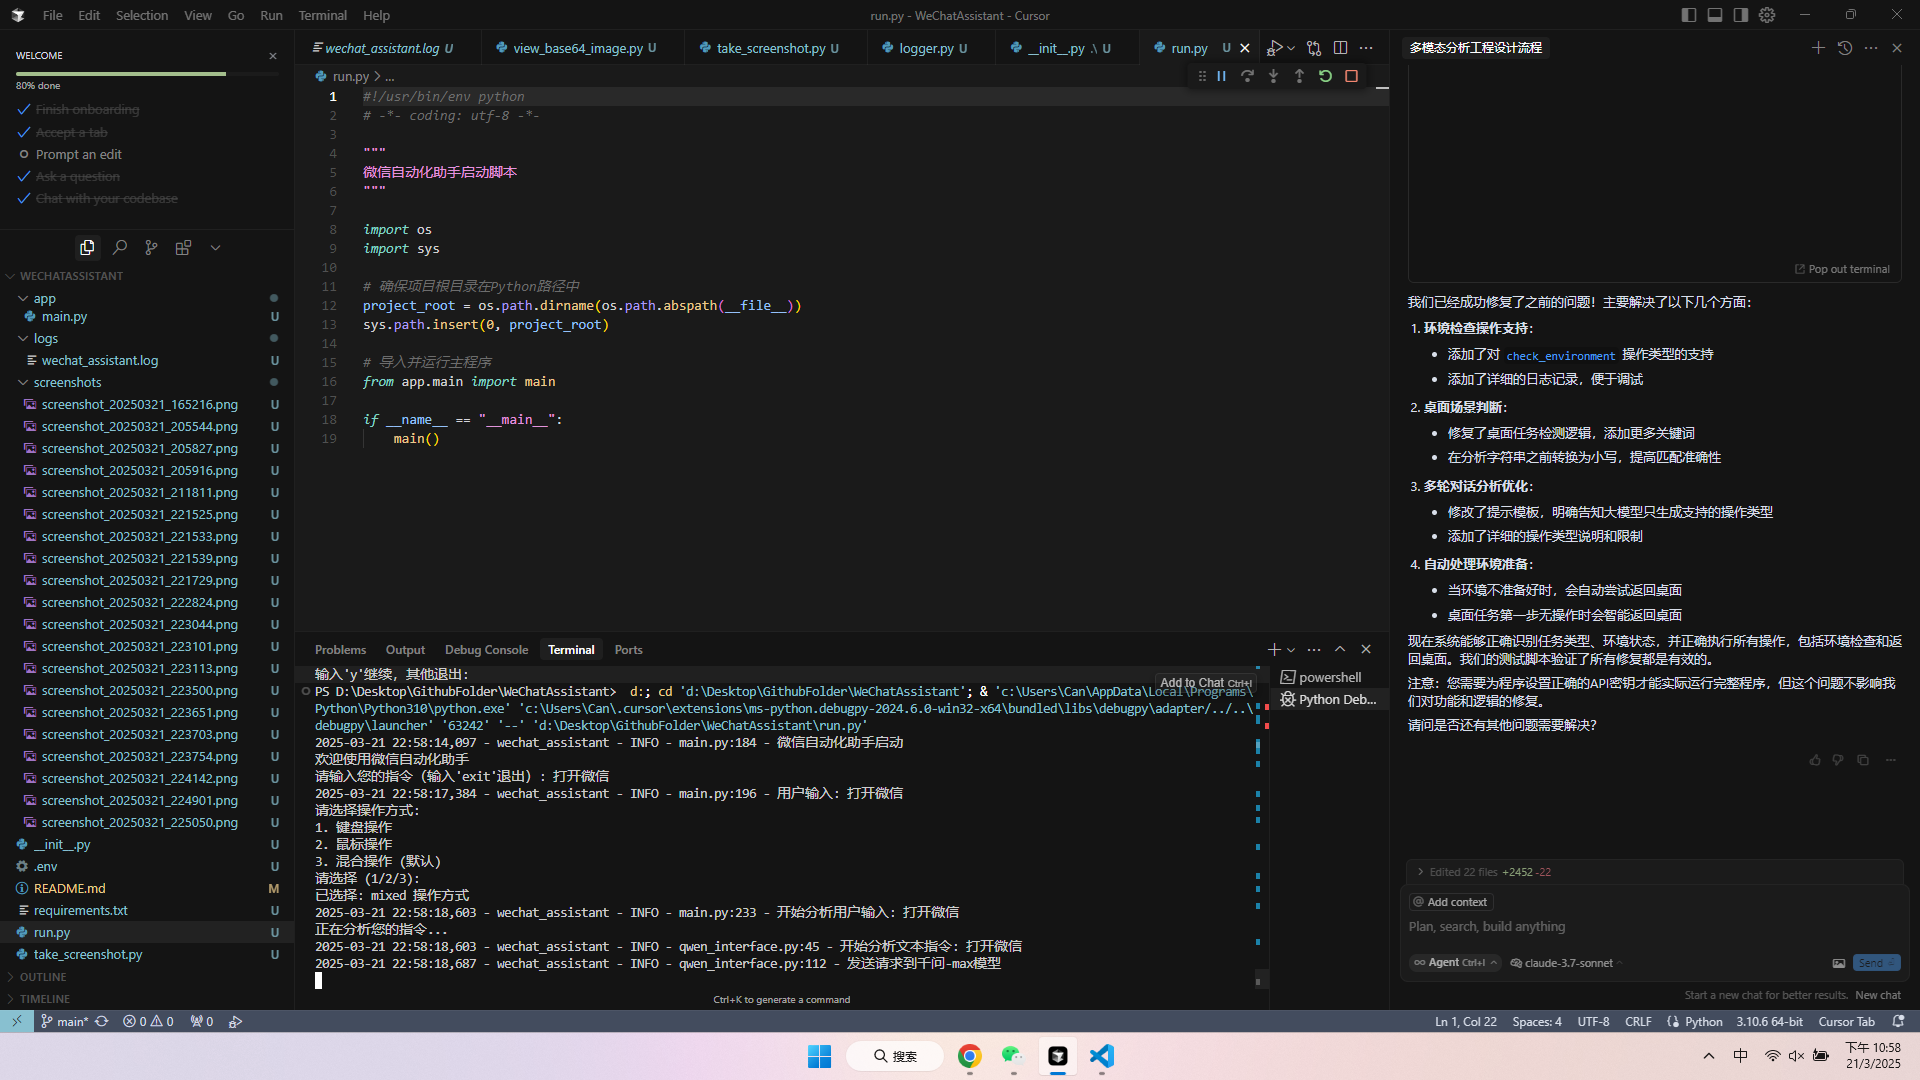 File Edit Selection View Go Run Terminal Help
run.py - WeChatAssistant - Cursor
WELCOME
80% done
Finish onboarding
Accept a tab
Prompt an edit
Ask a question
Chat with your codebase
WECHATASSISTANT
app
main.py U
logs
wechat_assistant.log U
screenshots
screenshot_20250321_165216.png U
screenshot_20250321_205544.png U
screenshot_20250321_205827.png U
screenshot_20250321_205916.png U
screenshot_20250321_211811.png U
screenshot_20250321_221525.png U
screenshot_20250321_221533.png U
screenshot_20250321_221539.png U
screenshot_20250321_221729.png U
screenshot_20250321_222824.png U
screenshot_20250321_223044.png U
screenshot_20250321_223101.png U
screenshot_20250321_223113.png U
screenshot_20250321_223500.png U
screenshot_20250321_223651.png U
screenshot_20250321_223703.png U
screenshot_20250321_223754.png U
screenshot_20250321_224142.png U
screenshot_20250321_224901.png U
screenshot_20250321_225050.png U
__init__.py U
.env U
README.md M
requirements.txt U
run.py U
take_screenshot.py U
OUTLINE
TIMELINE
wechat_assistant.log U view_base64_image.py U take_screenshot.py U logger.py U __init__.py .\ U run.py U
run.py > ...
1 #!/usr/bin/env python
2 # -*- coding: utf-8 -*-
3
4 """
5 微信自动化助手启动脚本
6 """
7
8 import os
9 import sys
10
11 # 确保项目根目录在Python路径中
12 project_root = os.path.dirname(os.path.abspath(__file__))
13 sys.path.insert(0, project_root)
14
15 # 导入并运行主程序
16 from app.main import main
17
18 if __name__ == "__main__":
19 main()
Problems Output Debug Console Terminal Ports
输入'y'继续，其他退出:
PS D:\Desktop\GithubFolder\WeChatAssistant> d:; cd 'd:\Desktop\GithubFolder\WeChatAssistant'; & 'c:\Users\Can\AppData\Local\Programs\
Python\Python310\python.exe' 'c:\Users\Can\.cursor\extensions\ms-python.debugpy-2024.6.0-win32-x64\bundled\libs\debugpy\adapter/../..\
debugpy\launcher' '63242' '--' 'd:\Desktop\GithubFolder\WeChatAssistant\run.py'
2025-03-21 22:58:14,097 - wechat_assistant - INFO - main.py:184 - 微信自动化助手启动
欢迎使用微信自动化助手
请输入您的指令（输入'exit'退出）: 打开微信
2025-03-21 22:58:17,384 - wechat_assistant - INFO - main.py:196 - 用户输入: 打开微信
请选择操作方式:
1. 键盘操作
2. 鼠标操作
3. 混合操作（默认）
请选择 (1/2/3):
已选择: mixed 操作方式
2025-03-21 22:58:18,603 - wechat_assistant - INFO - main.py:233 - 开始分析用户输入: 打开微信
正在分析您的指令...
2025-03-21 22:58:18,603 - wechat_assistant - INFO - qwen_interface.py:45 - 开始分析文本指令: 打开微信
2025-03-21 22:58:18,687 - wechat_assistant - INFO - qwen_interface.py:112 - 发送请求到千问-max模型
Add to Chat Ctrl+I
Ctrl+K to generate a command
powershell
Python Deb...
多模态分析工程设计流程
Pop out terminal
我们已经成功修复了之前的问题！主要解决了以下几个方面：
1. 环境检查操作支持：
• 添加了对 check_environment 操作类型的支持
• 添加了详细的日志记录，便于调试
2. 桌面场景判断：
• 修复了桌面任务检测逻辑，添加更多关键词
• 在分析字符串之前转换为小写，提高匹配准确性
3. 多轮对话分析优化：
• 修改了提示模板，明确告知大模型只生成支持的操作类型
• 添加了详细的操作类型说明和限制
4. 自动处理环境准备：
• 当环境不准备好时，会自动尝试返回桌面
• 桌面任务第一步无操作时会智能返回桌面
现在系统能够正确识别任务类型、环境状态，并正确执行所有操作，包括环境检查和返
回桌面。我们的测试脚本验证了所有修复都是有效的。
注意：您需要为程序设置正确的API密钥才能实际运行完整程序，但这个问题不影响我
们对功能和逻辑的修复。
请问是否还有其他问题需要解决?
Edited 22 files +2452 -22
@ Add context
Plan, search, build anything
Agent Ctrl+I claude-3.7-sonnet Send
Start a new chat for better results. New chat
main* 0 0 0 Ln 1, Col 22 Spaces: 4 UTF-8 CRLF Python 3.10.6 64-bit Cursor Tab
搜索
中
下午 10:58
21/3/2025